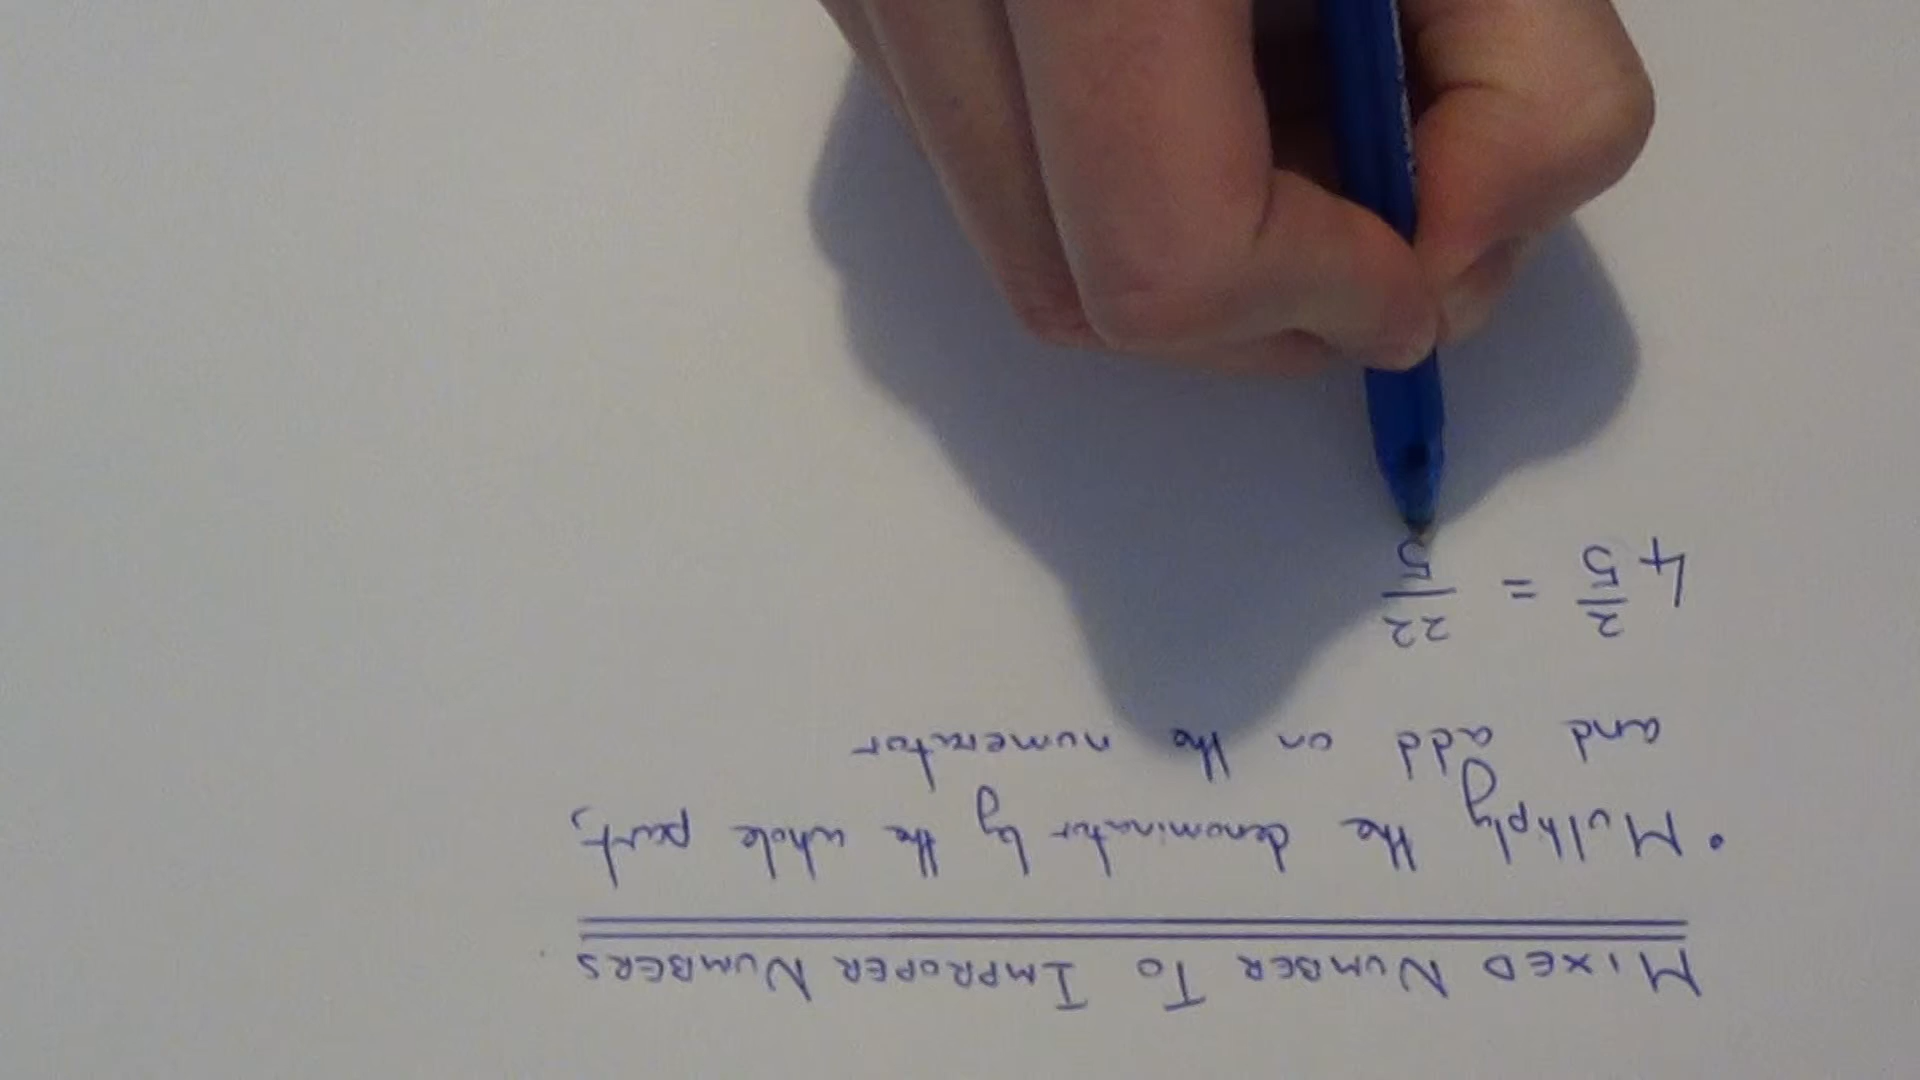 MIXED NUMBER TO IMPROPER NUMBERS
• Multiply the denominator by the whole part,
and add on the numerator
4 2/5 = 22/5